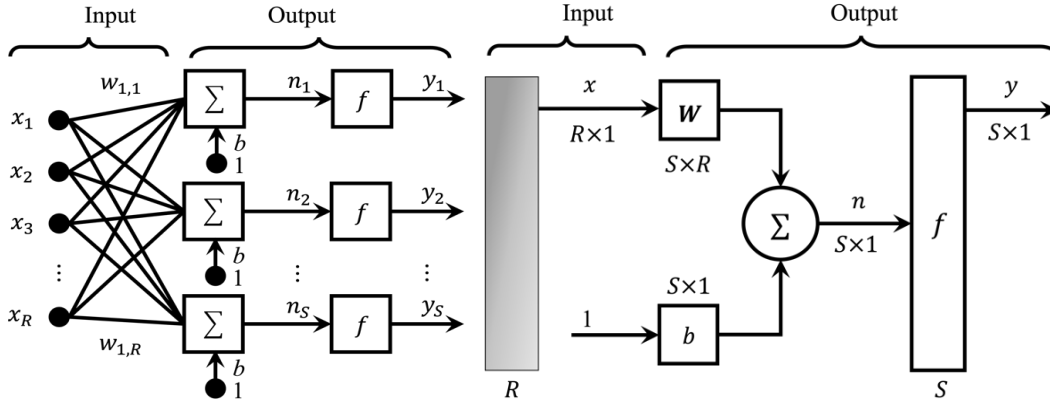 Input Output
w1,1
x1 ∑ n1 f y1
b
1
x2
∑ n2 f y2
x3
b
⋮ 1 ⋮ ⋮
xR ∑ nS f yS
w1,R
b
1
Input Output
x W y
R×1 S×R S×1
∑ n f
S×1
S×1
1 b
R S